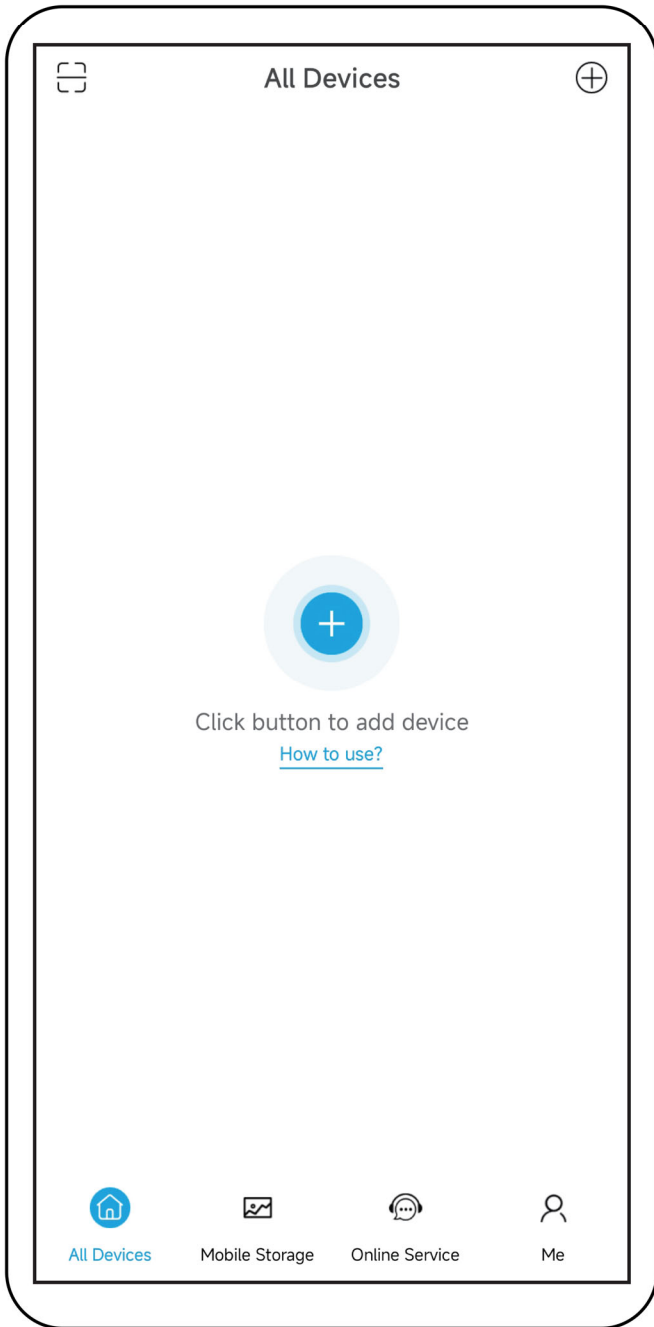 All Devices
Click button to add device
How to use?
All Devices
Mobile Storage
Online Service
Me